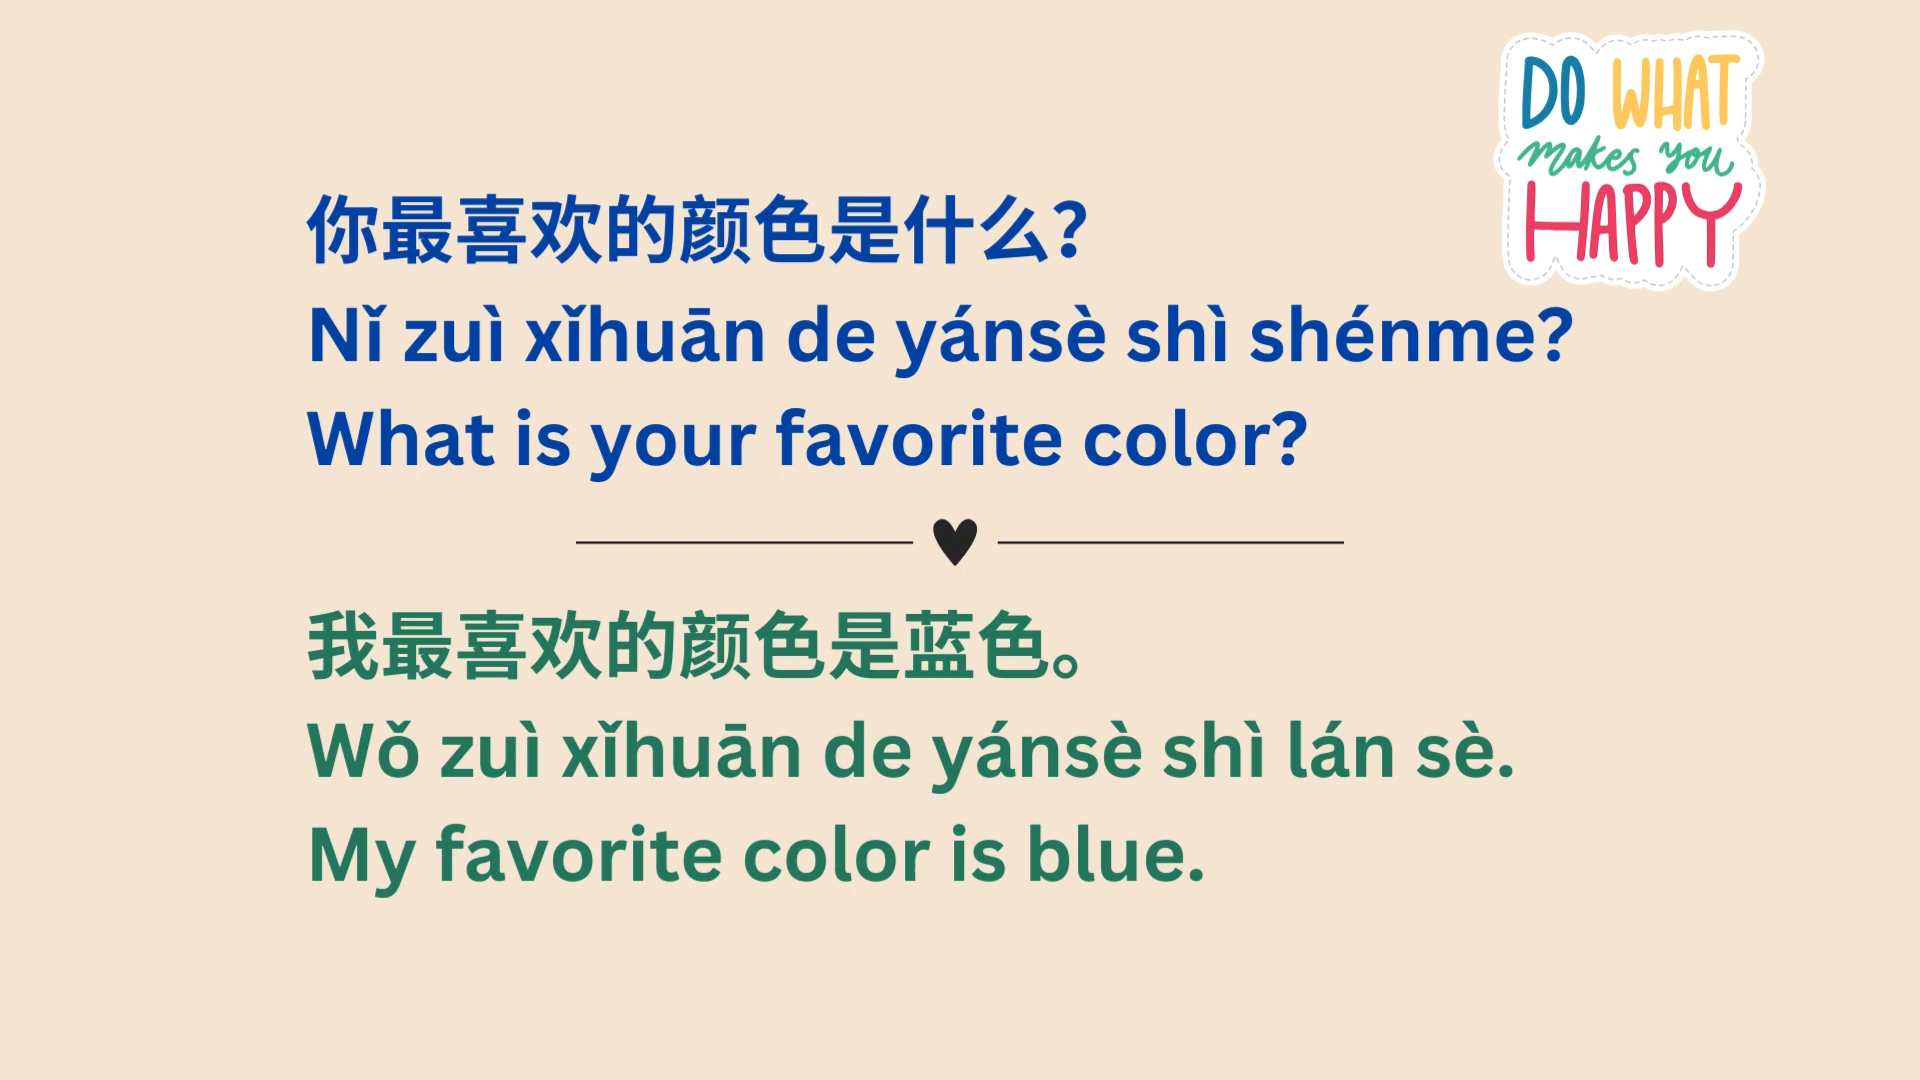 DO WHAT
makes you
HAPPY
你最喜欢的颜色是什么？
Nǐ zuì xǐhuān de yánsè shì shénme?
What is your favorite color?
我最喜欢的颜色是蓝色。
Wǒ zuì xǐhuān de yánsè shì lán sè.
My favorite color is blue.